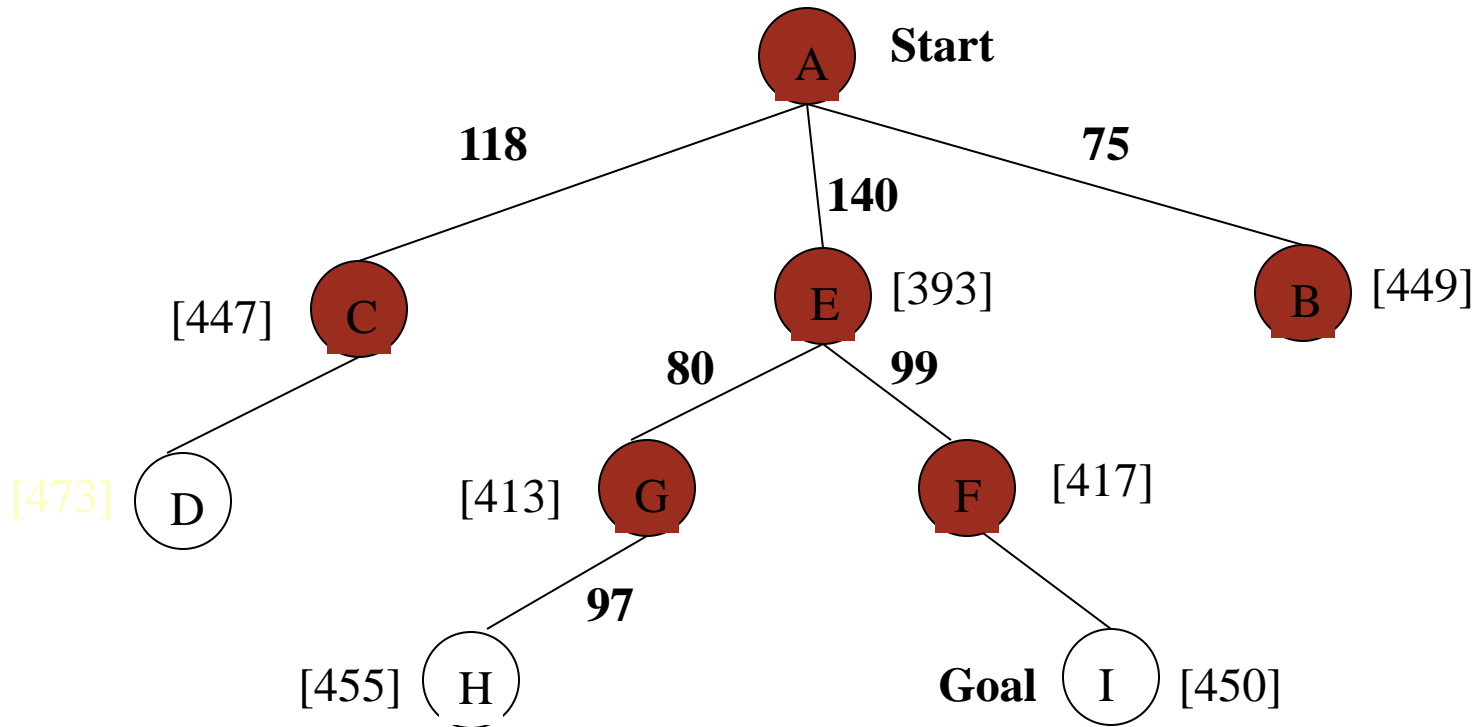 A Start
118
75
140
[447] C
E [393]
B [449]
80
99
[473] D
[413] G
F [417]
97
[455] H
Goal I [450]